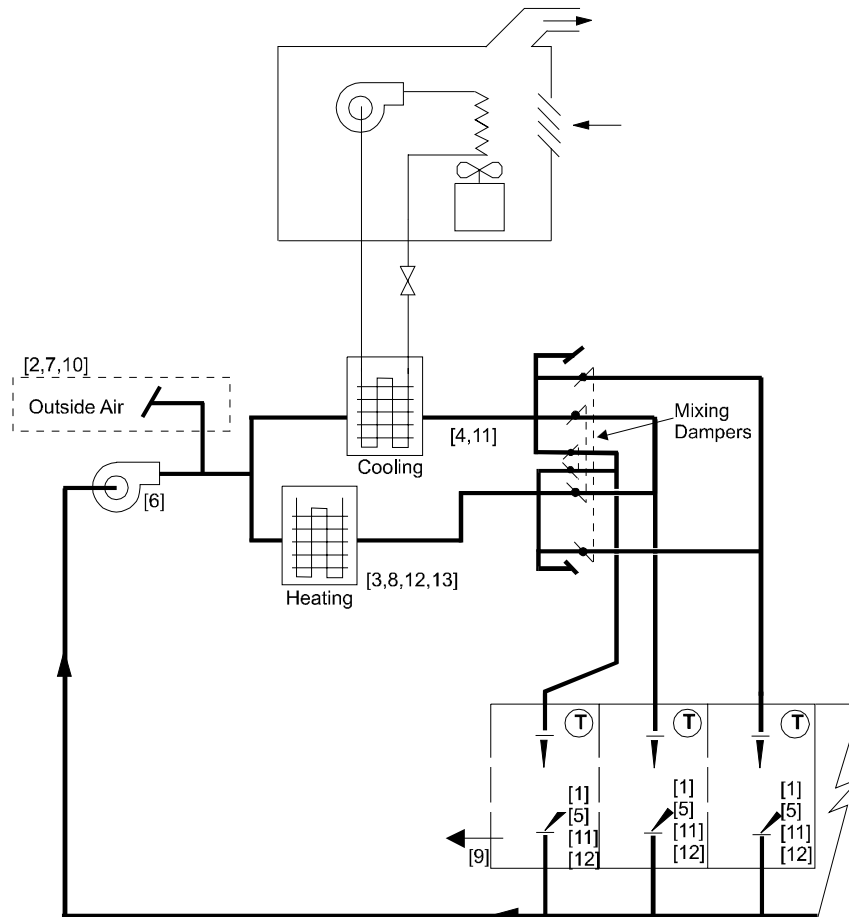 [2,7,10]
Outside Air
Mixing
Dampers
[4,11]
Cooling
[6]
[3,8,12,13]
Heating
T
T
T
[1]
[5]
[11]
[12]
[1]
[5]
[11]
[12]
[1]
[5]
[11]
[12]
[9]